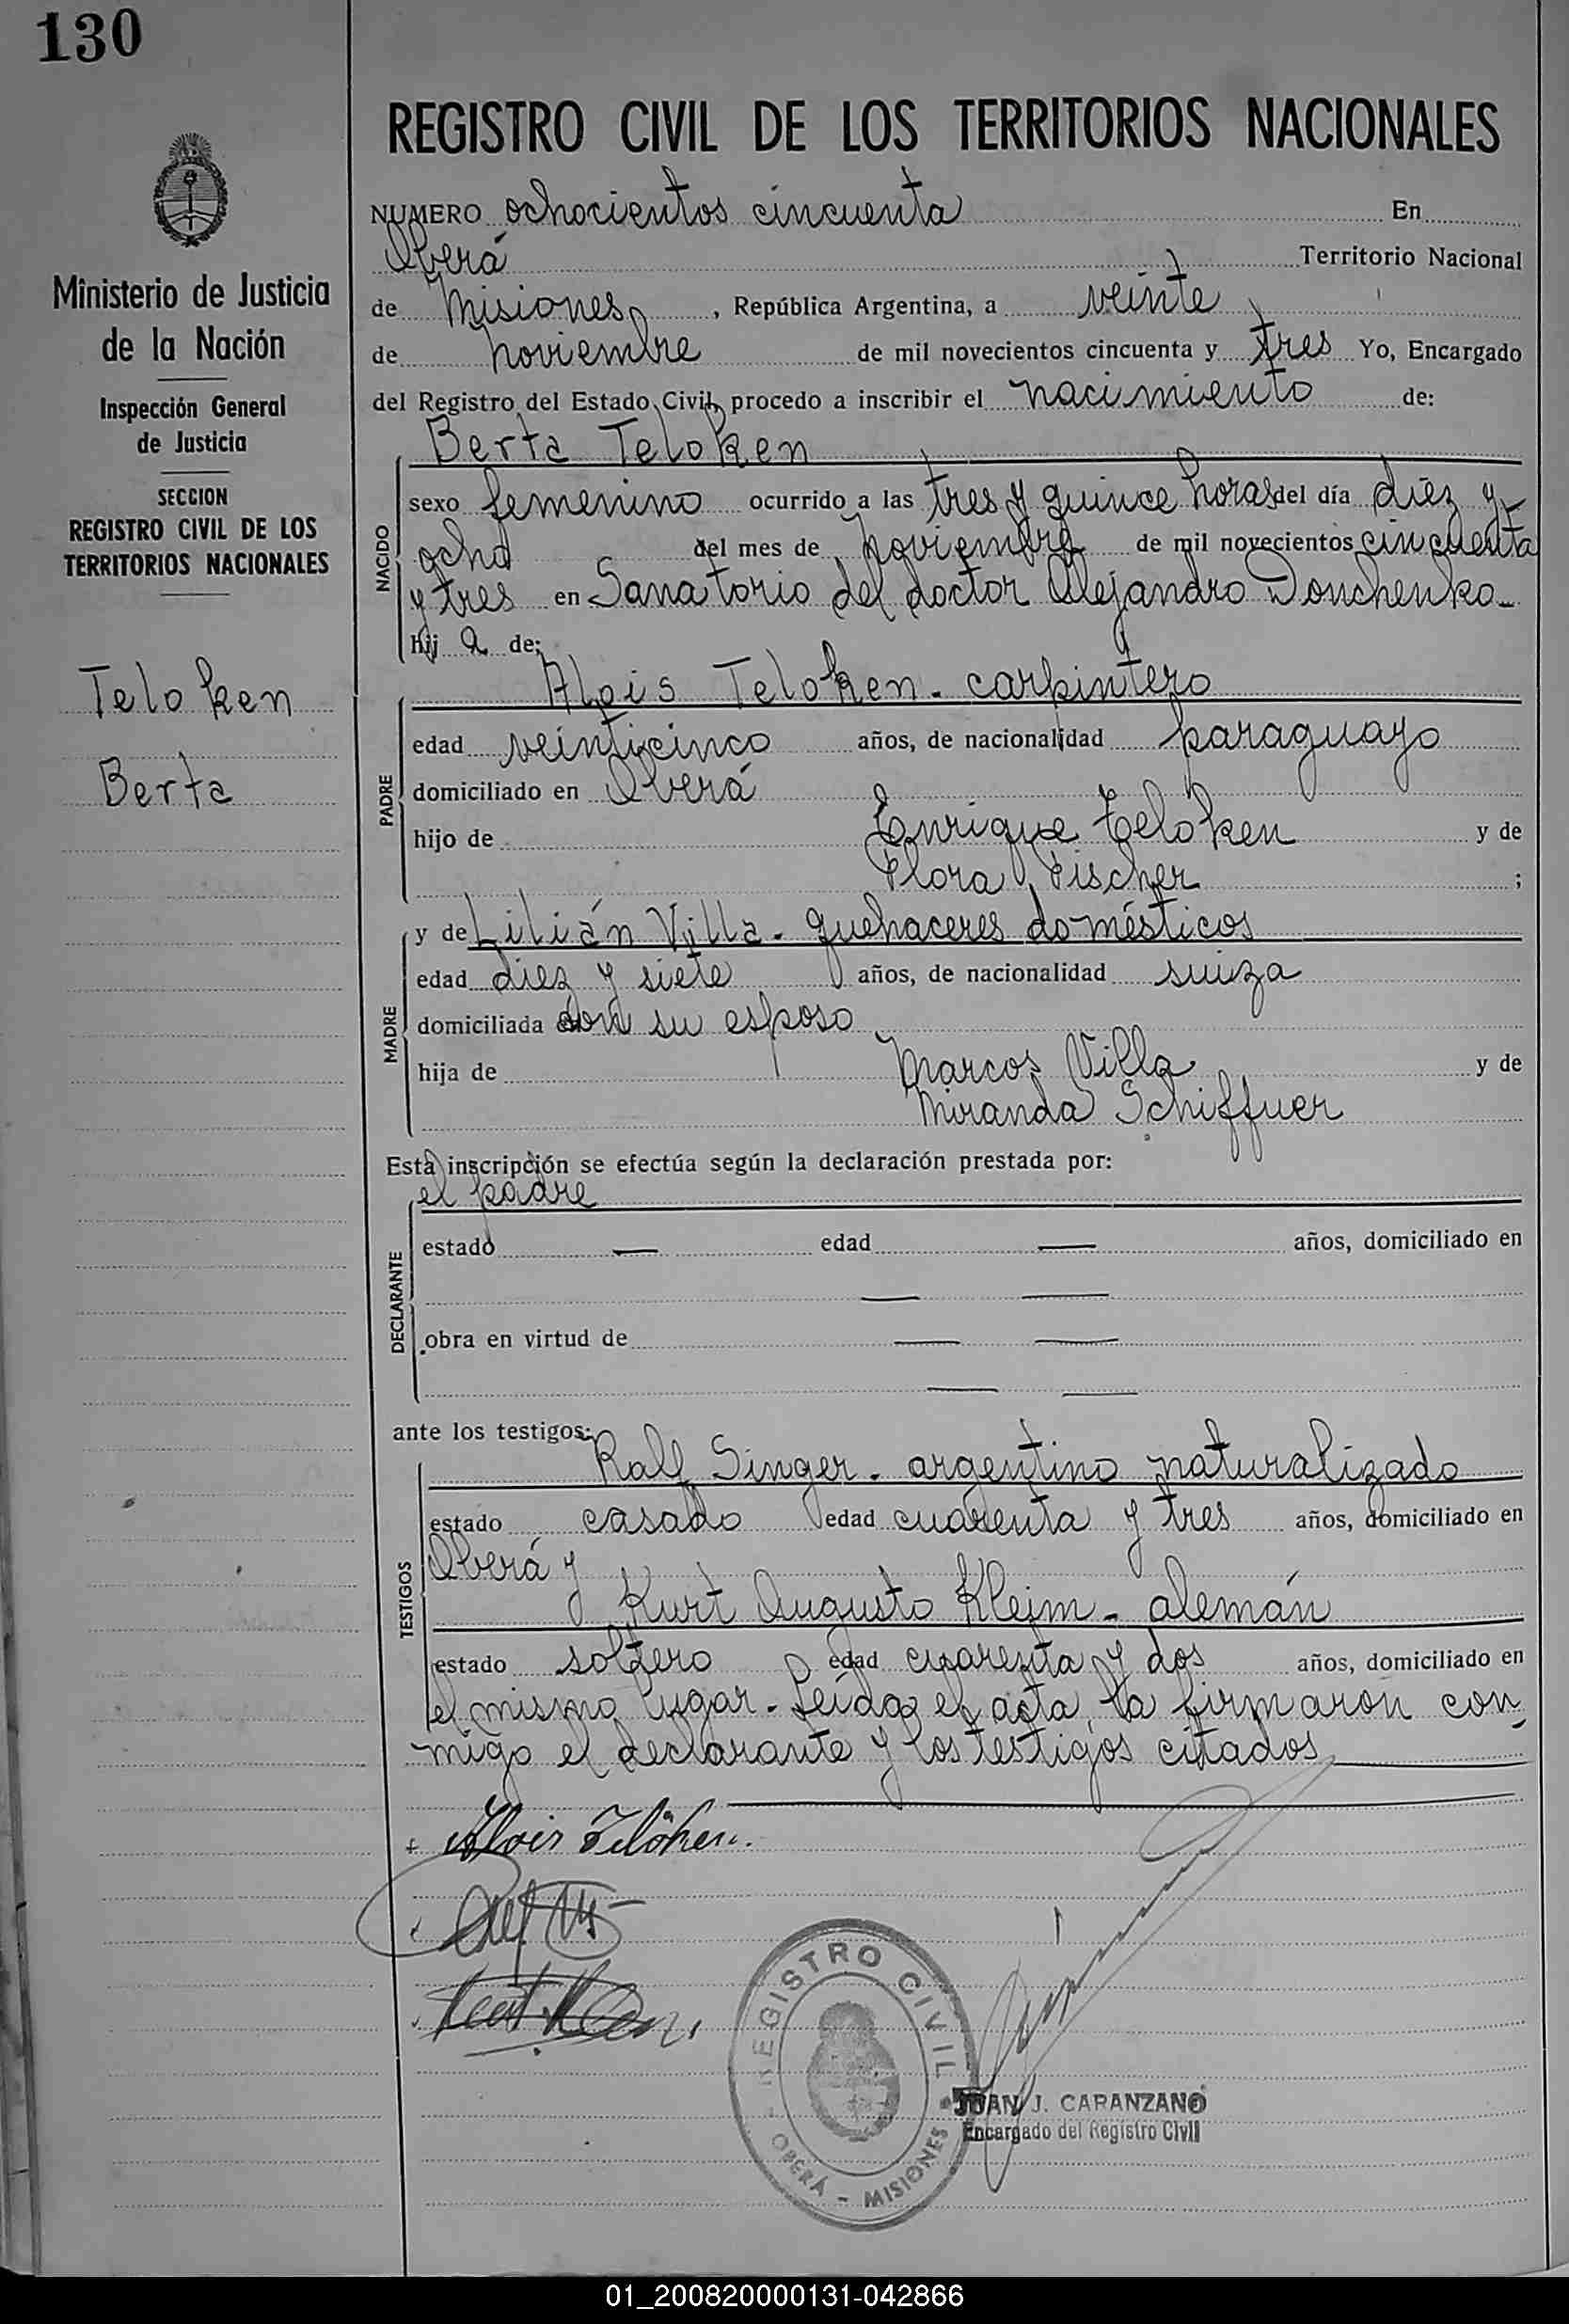 130
REGISTRO CIVIL DE LOS TERRITORIOS NACIONALES
Ministerio de Justicia
de la Nación
Inspección General
de Justicia
SECCION
REGISTRO CIVIL DE LOS
TERRITORIOS NACIONALES
Teloken
Berta
NUMERO ochocientos cincuenta En
Oberá Territorio Nacional
de Misiones, República Argentina, a veinte
de noviembre de mil novecientos cincuenta y tres Yo, Encargado
del Registro del Estado Civil, procedo a inscribir el nacimiento de:
Berta Teloken
NACIDO
sexo femenino ocurrido a las tres y quince horas del día diez y
ocho del mes de noviembre de mil novecientos cincuenta
y tres en Sanatorio del doctor Alejandro Donchenko
hij a de:
PADRE
Alois Teloken - carpintero
edad veinticinco años, de nacionalidad paraguayo
domiciliado en Oberá
hijo de Enrique Teloken y de
Flora Fischer ;
MADRE
y de Lilián Villa - quehaceres domésticos
edad diez y siete años, de nacionalidad suiza
domiciliada con su esposo
hija de Marcos Villa y de
Miranda Schiffuer
Esta inscripción se efectúa según la declaración prestada por:
el padre
DECLARANTE
estado — edad — años, domiciliado en
— —
obra en virtud de — —
— —
ante los testigos:
TESTIGOS
Ralf Singer - argentino naturalizado
estado casado edad cuarenta y tres años, domiciliado en
Oberá y
Kurt Augusto Kleim - alemán
estado soltero edad cuarenta y dos años, domiciliado en
el mismo lugar - Leída el acta, la firmaron con
migo el declarante y los testigos citados
Alois Telöken
REGISTRO CIVIL
OBERÁ - MISIONES
JUAN J. CARANZANO
Encargado del Registro Civil
01_200820000131-042866